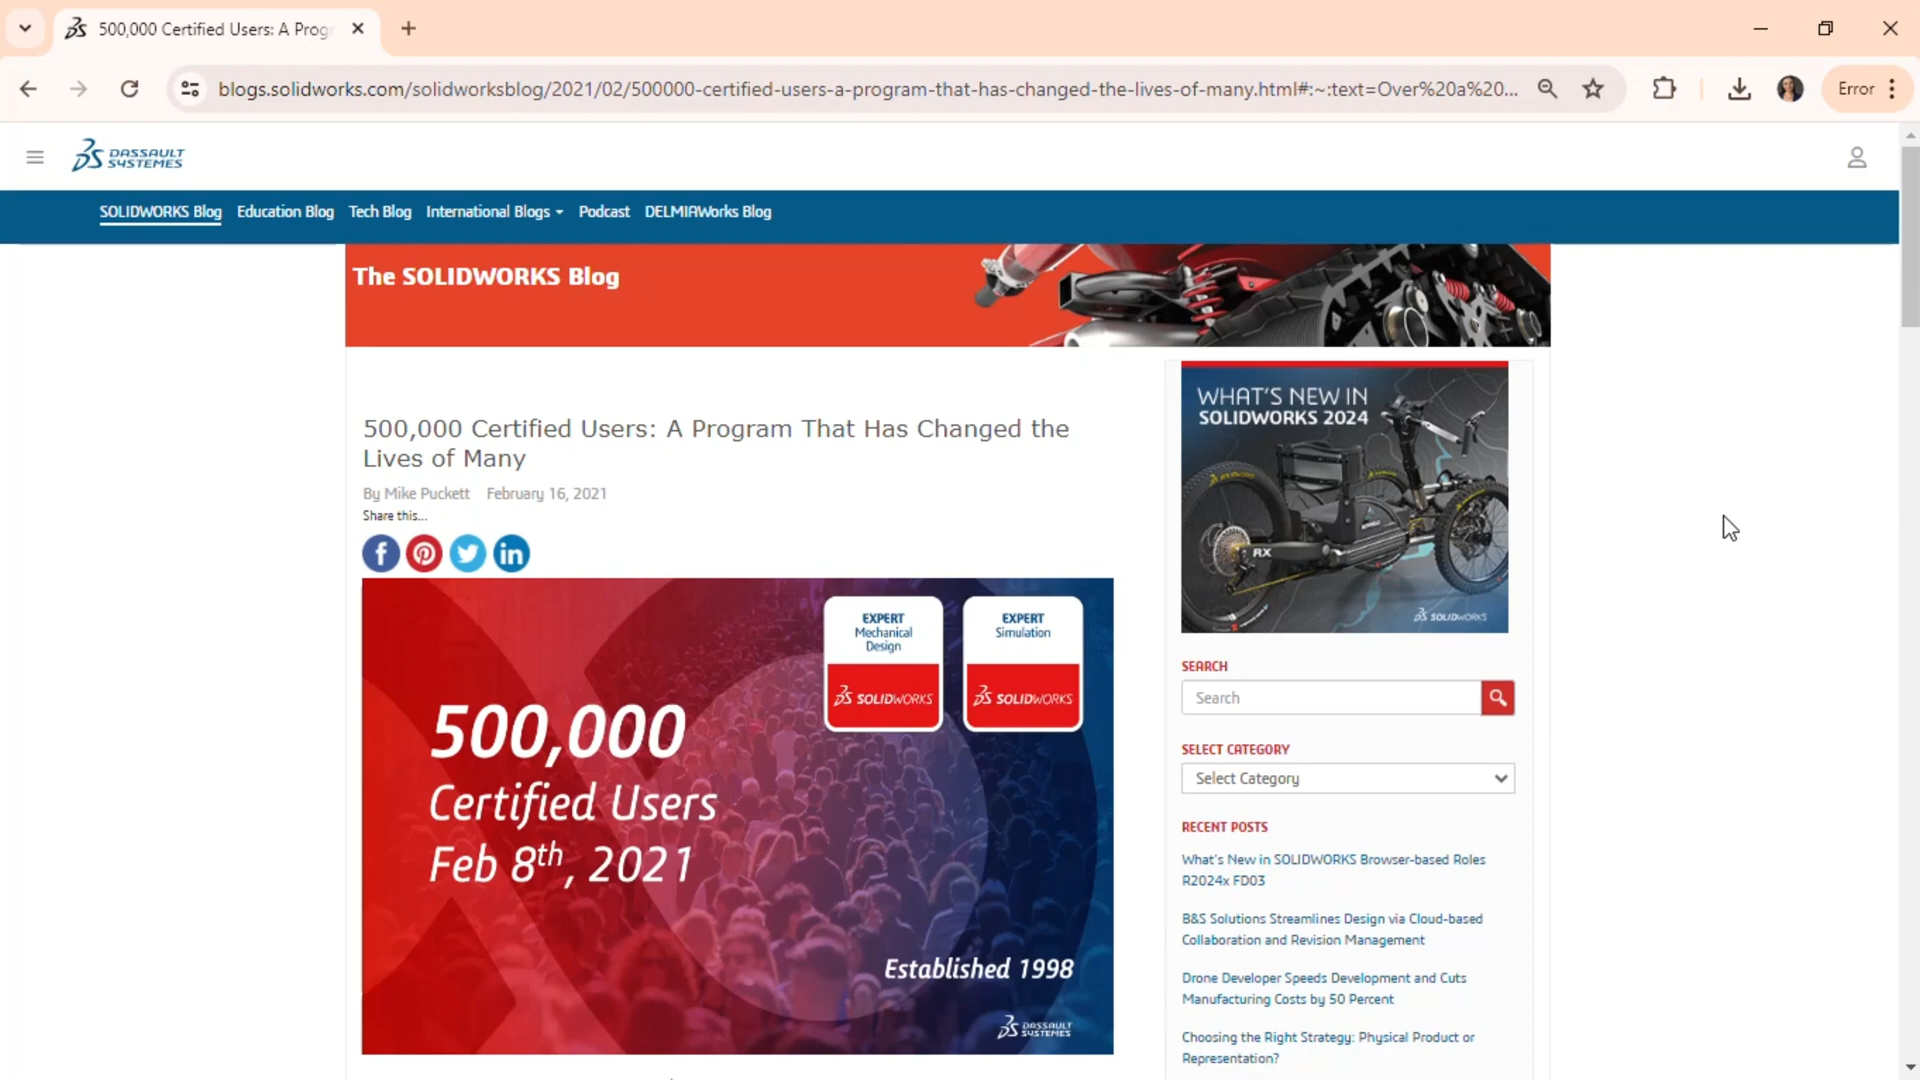 500,000 Certified Users: A Prog
blogs.solidworks.com/solidworksblog/2021/02/500000-certified-users-a-program-that-has-changed-the-lives-of-many.html#:~:text=Over%20a%20...
Error
DASSAULT
SYSTEMES
SOLIDWORKS Blog
Education Blog
Tech Blog
International Blogs
Podcast
DELMIAWorks Blog
The SOLIDWORKS Blog
500,000 Certified Users: A Program That Has Changed the
Lives of Many
By Mike Puckett February 16, 2021
Share this...
EXPERT
Mechanical
Design
SOLIDWORKS
EXPERT
Simulation
SOLIDWORKS
500,000
Certified Users
Feb 8th, 2021
Established 1998
DASSAULT
SYSTEMES
WHAT'S NEW IN
SOLIDWORKS 2024
RX
SOLIDWORKS
SEARCH
Search
SELECT CATEGORY
Select Category
RECENT POSTS
What's New in SOLIDWORKS Browser-based Roles
R2024x FD03
B&S Solutions Streamlines Design via Cloud-based
Collaboration and Revision Management
Drone Developer Speeds Development and Cuts
Manufacturing Costs by 50 Percent
Choosing the Right Strategy: Physical Product or
Representation?